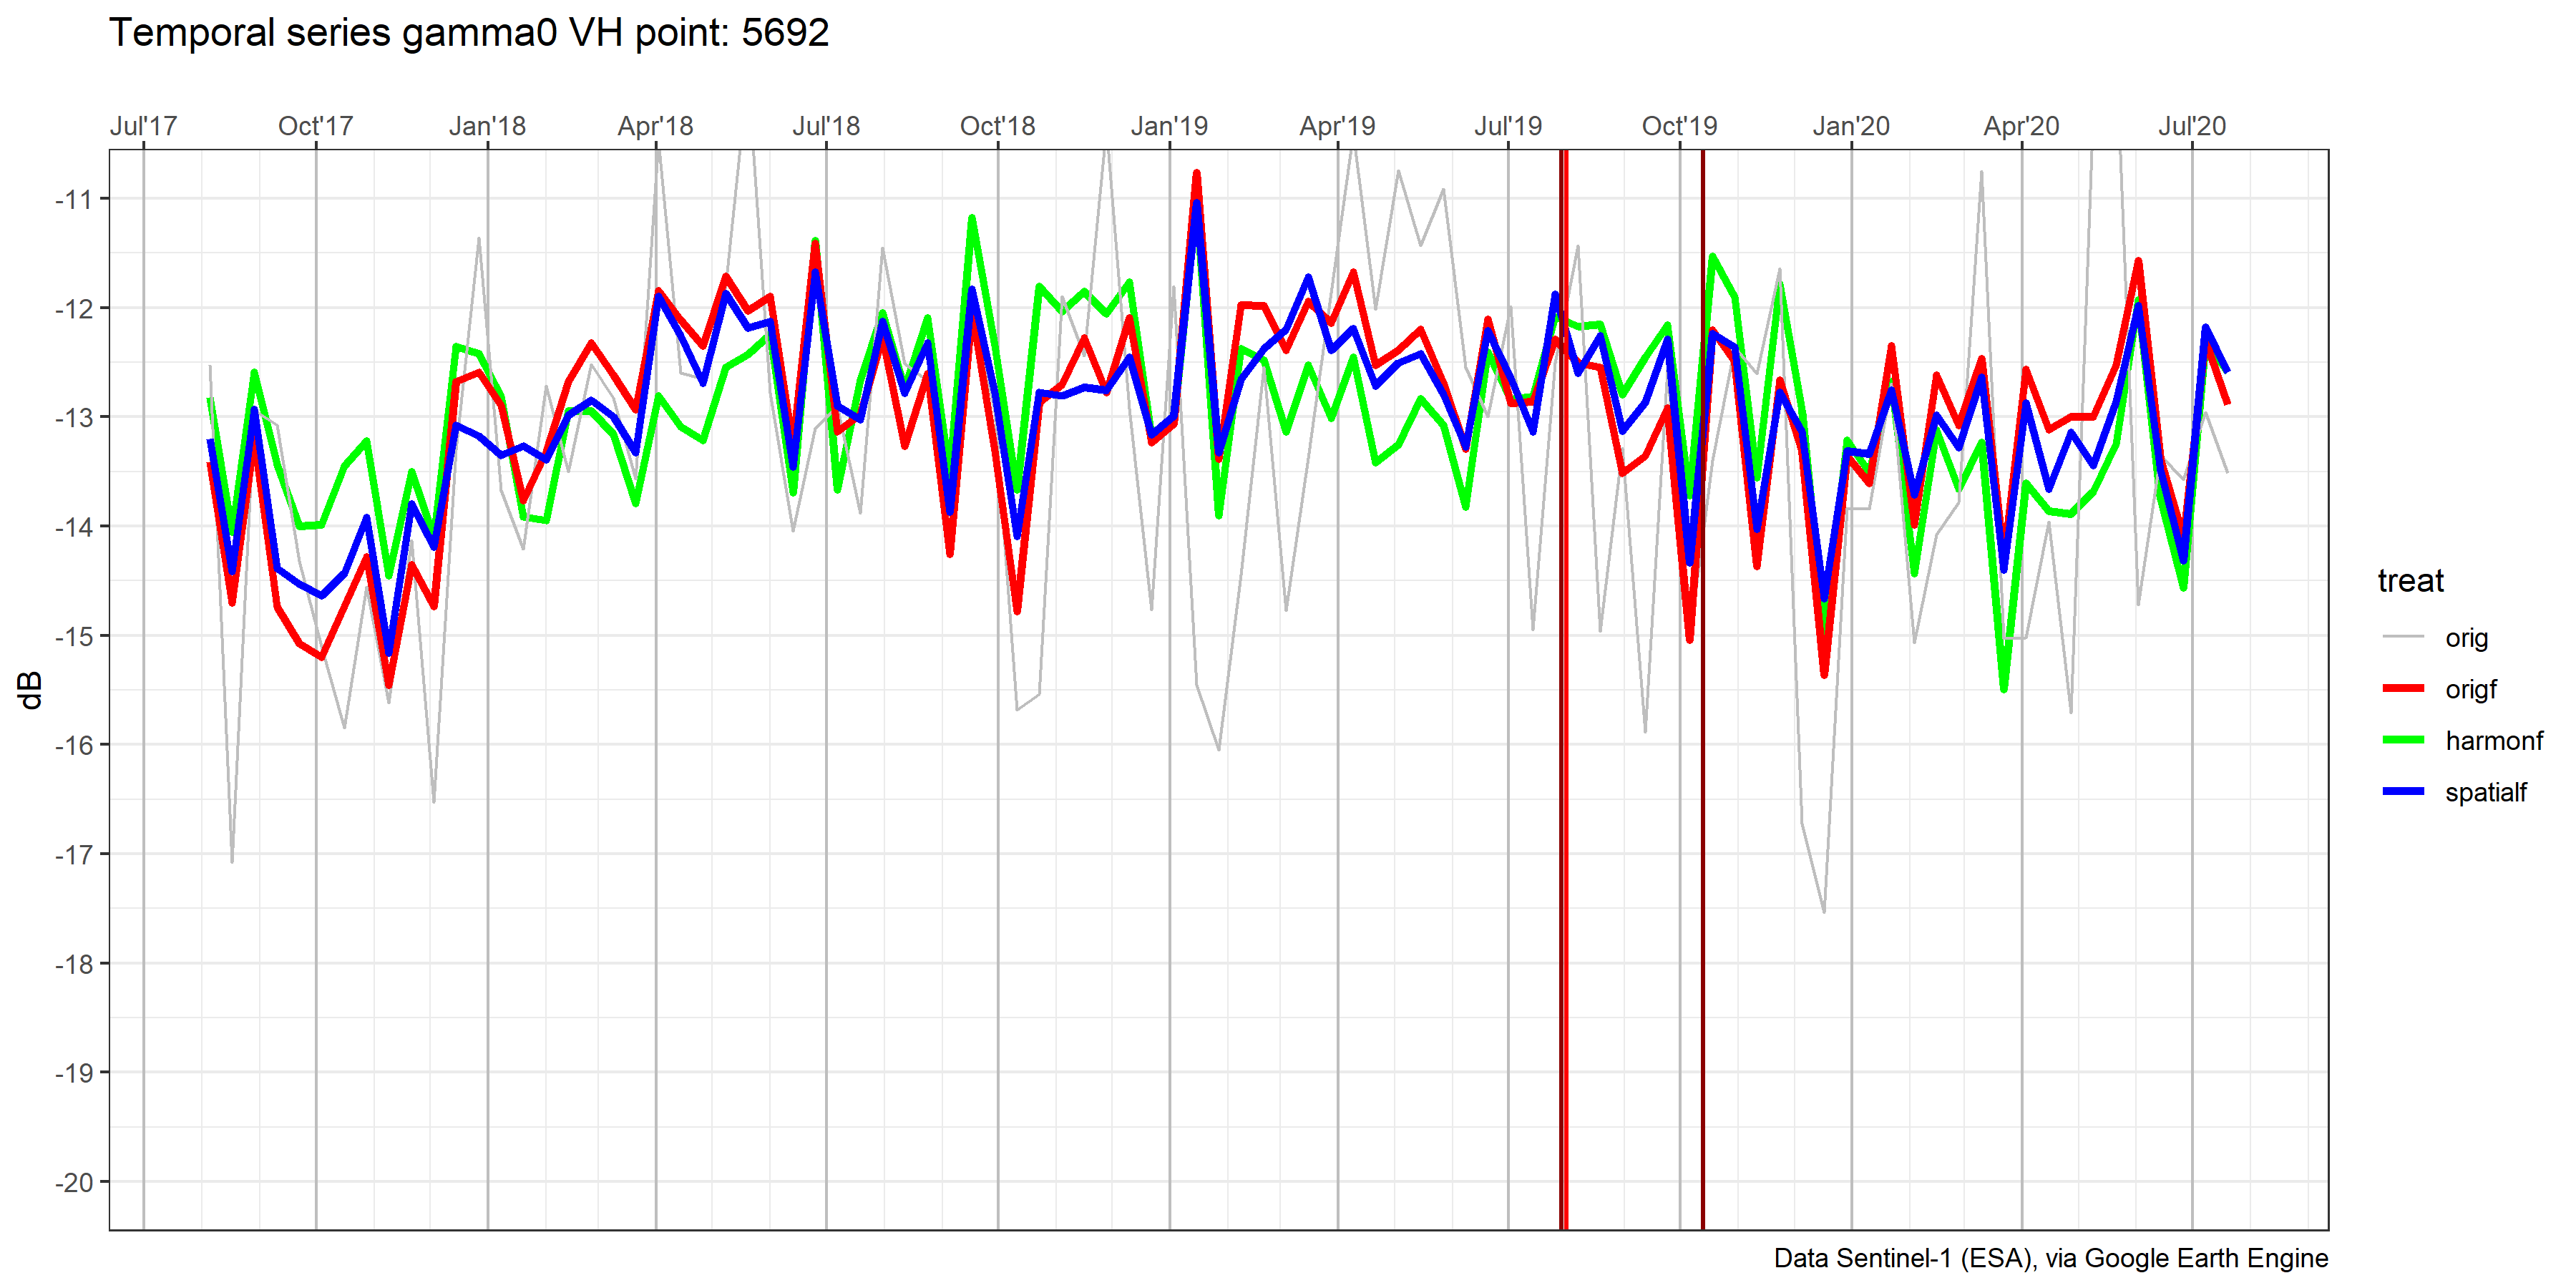 Temporal series gamma0 VH point: 5692
Jul'17 Oct'17 Jan'18 Apr'18 Jul'18 Oct'18 Jan'19 Apr'19 Jul'19 Oct'19 Jan'20 Apr'20 Jul'20
-11
-12
-13
-14
-15
-16
-17
-18
-19
-20
dB
treat
orig
origf
harmonf
spatialf
Data Sentinel-1 (ESA), via Google Earth Engine